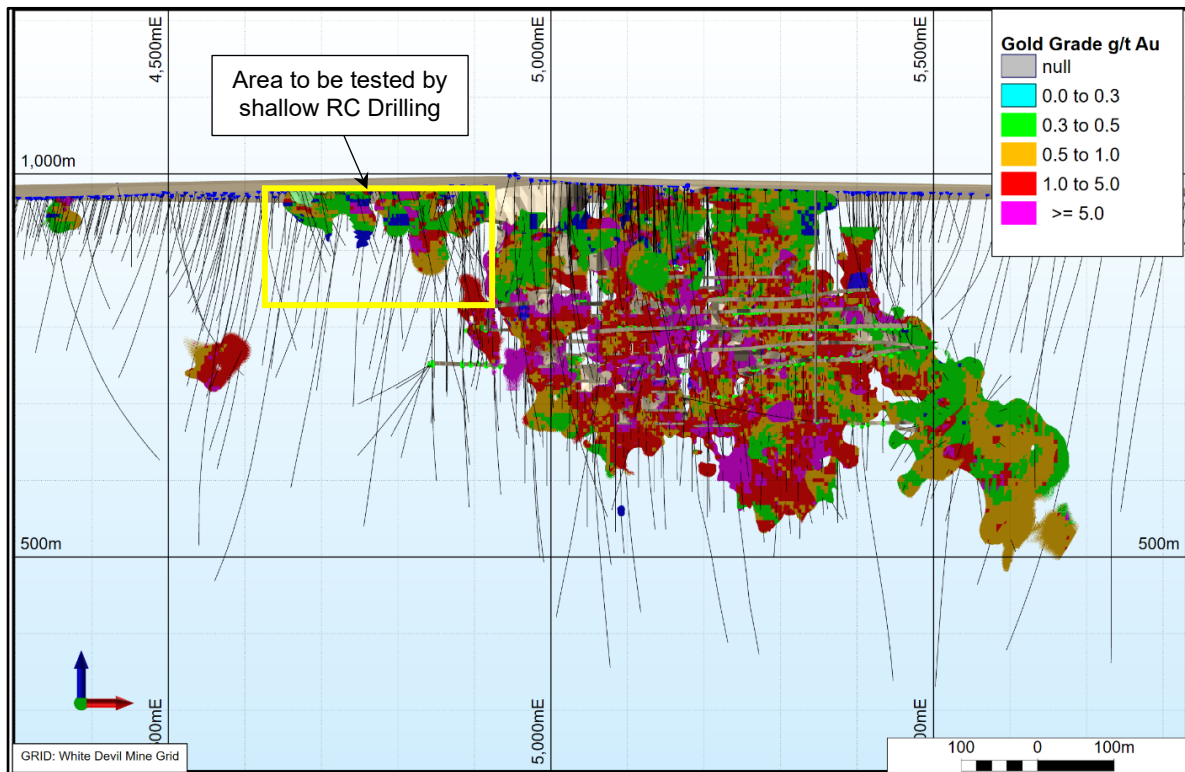 4,500mE
5,000mE
5,500mE
Area to be tested by
shallow RC Drilling
Gold Grade g/t Au
null
0.0 to 0.3
0.3 to 0.5
0.5 to 1.0
1.0 to 5.0
>= 5.0
1,000m
500m
500m
5,000mE
5,500mE
GRID: White Devil Mine Grid
100 0 100m